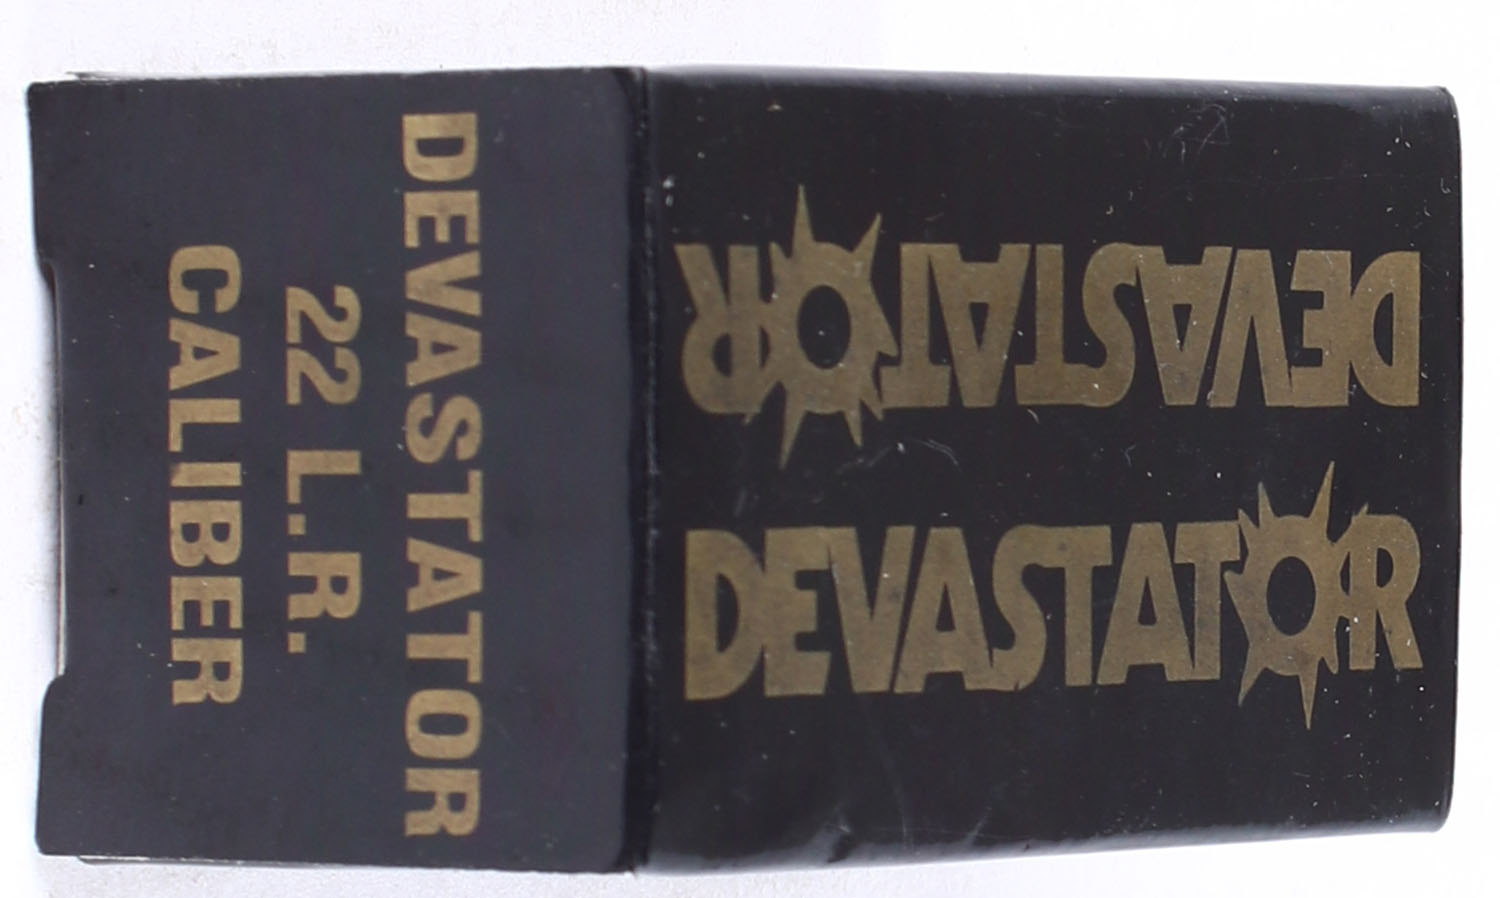 DEVASTATOR
22 L.R.
CALIBER
DEVASTATOR
DEVASTATOR